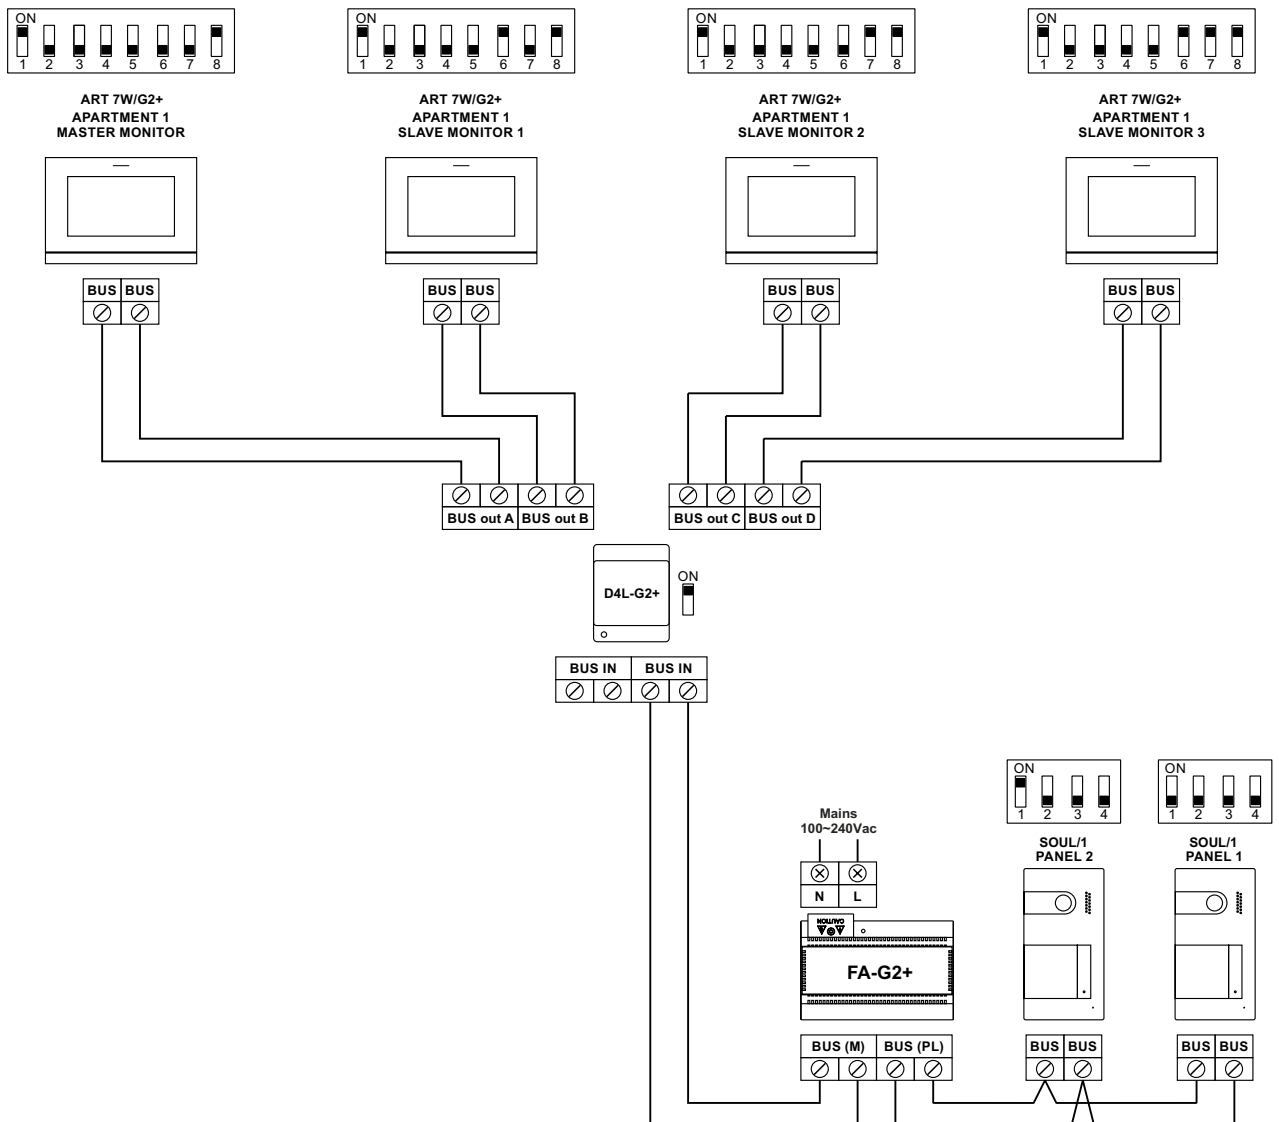 ON ON ON ON
1 2 3 4 5 6 7 8 1 2 3 4 5 6 7 8 1 2 3 4 5 6 7 8 1 2 3 4 5 6 7 8
ART 7W/G2+
APARTMENT 1
MASTER MONITOR
ART 7W/G2+
APARTMENT 1
SLAVE MONITOR 1
ART 7W/G2+
APARTMENT 1
SLAVE MONITOR 2
ART 7W/G2+
APARTMENT 1
SLAVE MONITOR 3
BUS BUS BUS BUS BUS BUS BUS BUS
BUS out A BUS out B BUS out C BUS out D
D4L-G2+
ON
BUS IN BUS IN
ON ON
1 2 3 4 1 2 3 4
Mains
100~240Vac
SOUL/1
PANEL 2
SOUL/1
PANEL 1
N L
CAUTION
FA-G2+
BUS (M) BUS (PL) BUS BUS BUS BUS